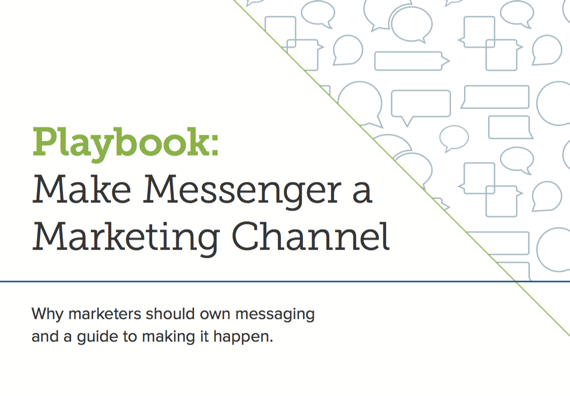 Playbook:
Make Messenger a
Marketing Channel
Why marketers should own messaging
and a guide to making it happen.